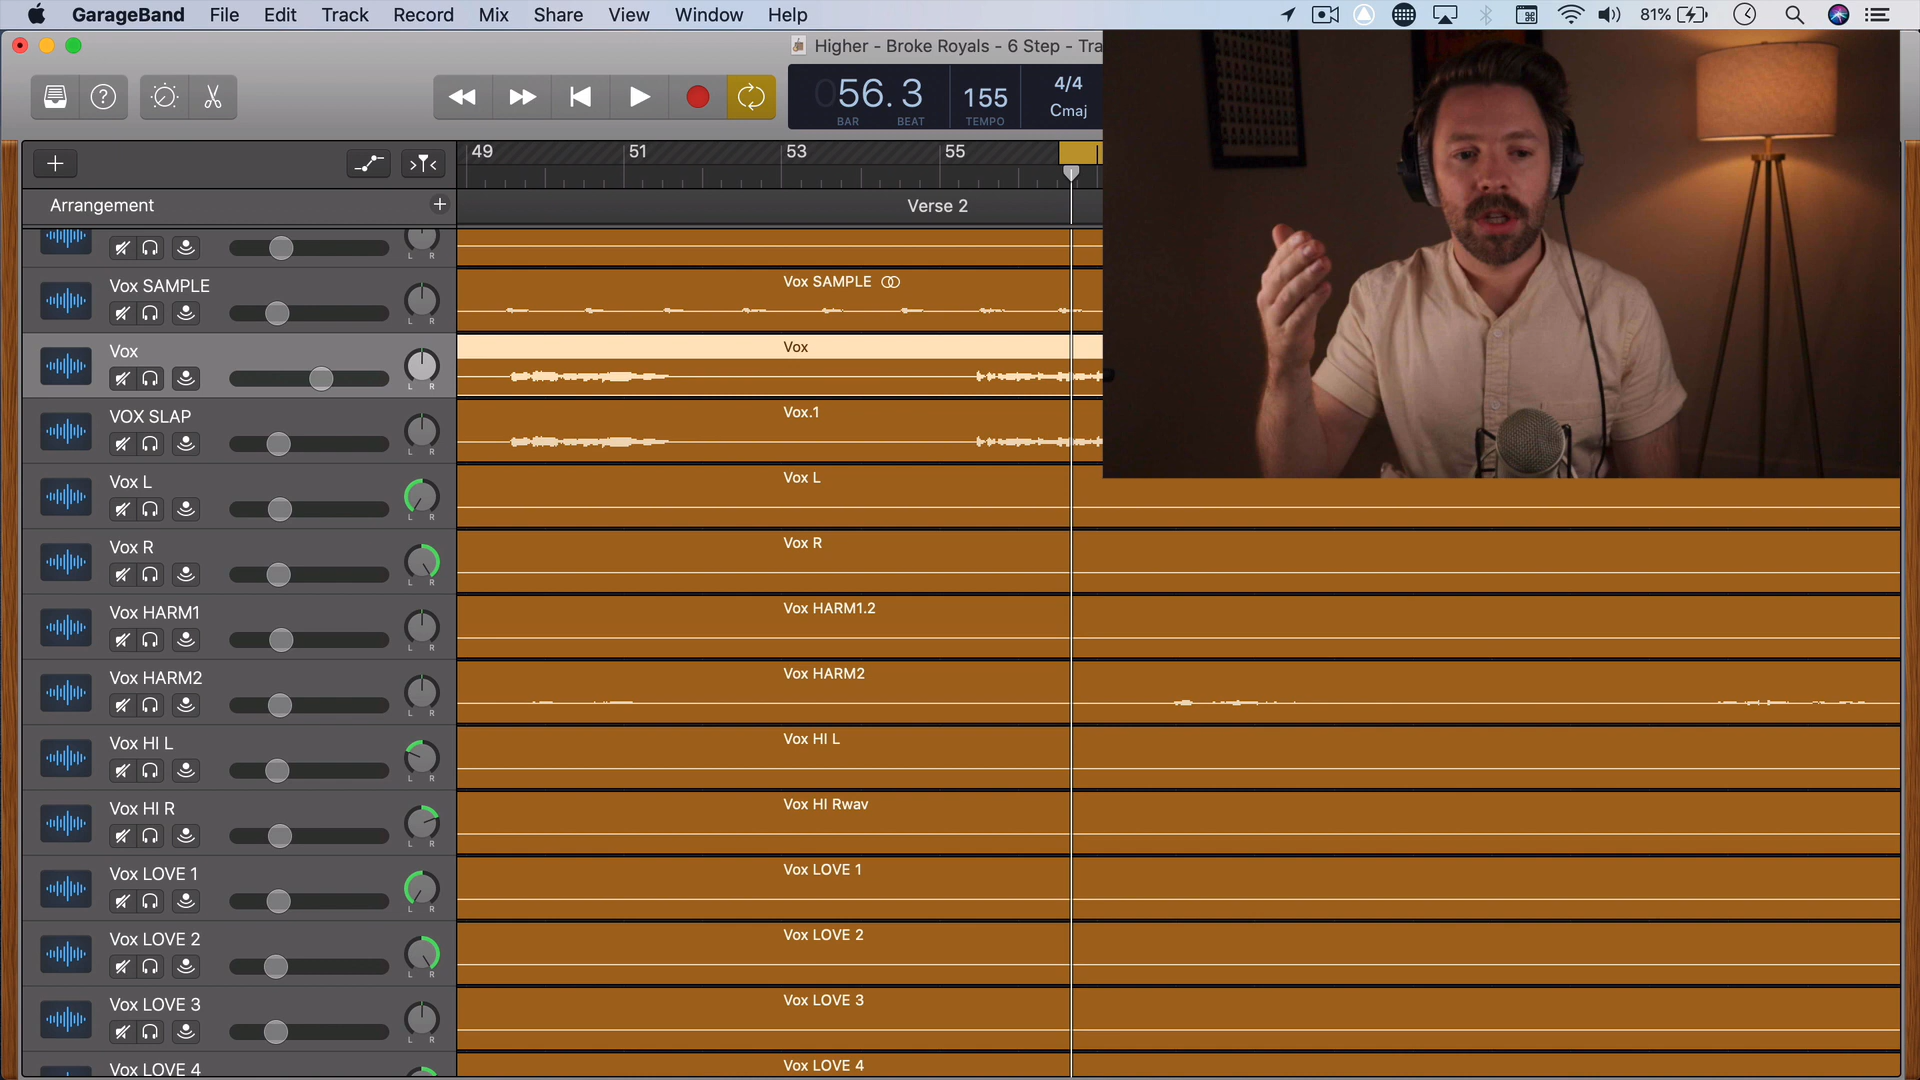 GarageBand File Edit Track Record Mix Share View Window Help 81%
Higher - Broke Royals - 6 Step - Tra
056.3 155 4/4
Cmaj
BAR BEAT TEMPO
49 51 53 55
Arrangement Verse 2
L R
Vox SAMPLE Vox SAMPLE
L R
Vox Vox
L R
VOX SLAP Vox.1
L R
Vox L Vox L
L R
Vox R Vox R
L R
Vox HARM1 Vox HARM1.2
L R
Vox HARM2 Vox HARM2
L R
Vox HI L Vox HI L
L R
Vox HI R Vox HI Rwav
L R
Vox LOVE 1 Vox LOVE 1
L R
Vox LOVE 2 Vox LOVE 2
L R
Vox LOVE 3 Vox LOVE 3
L R
Vox LOVE 4 Vox LOVE 4